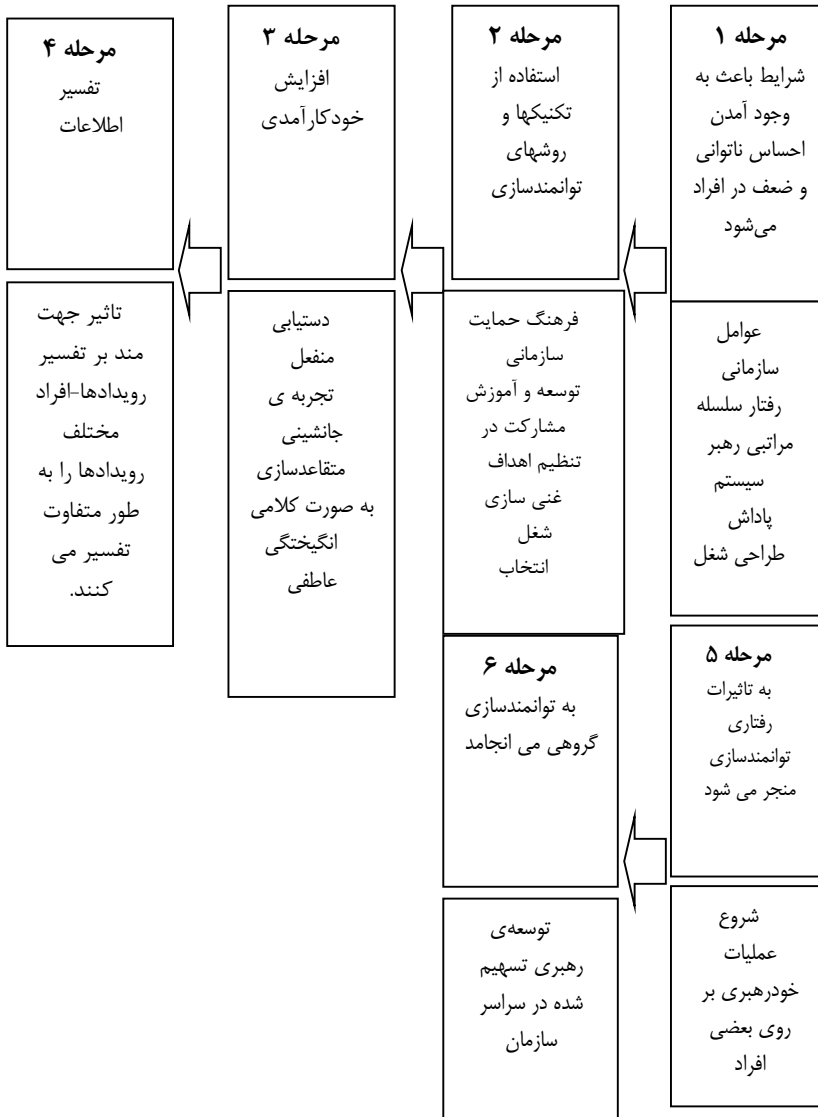 مرحله ۱
شرایط باعث به
وجود آمدن
احساس ناتوانی
و ضعف در افراد
می‌شود
عوامل
سازمانی
رفتار سلسله
مراتبی رهبر
سیستم
پاداش
طراحی شغل
مرحله ۲
استفاده از
تکنیکها و
روشهای
توانمندسازی
فرهنگ حمایت
سازمانی
توسعه و آموزش
مشارکت در
تنظیم اهداف
غنی سازی
شغل
انتخاب
مرحله ۳
افزایش
خودکارآمدی
دستیابی
منفعل
تجربه ی
جانشینی
متقاعدسازی
به صورت کلامی
انگیختگی
عاطفی
مرحله ۴
تفسیر
اطلاعات
تاثیر جهت
مند بر تفسیر
رویدادها-افراد
مختلف
رویدادها را به
طور متفاوت
تفسیر می
کنند.
مرحله ۵
به تاثیرات
رفتاری
توانمندسازی
منجر می شود
شروع
عملیات
خودرهبری بر
روی بعضی
افراد
مرحله ۶
به توانمندسازی
گروهی می انجامد
توسعه‌ی
رهبری تسهیم
شده در سراسر
سازمان